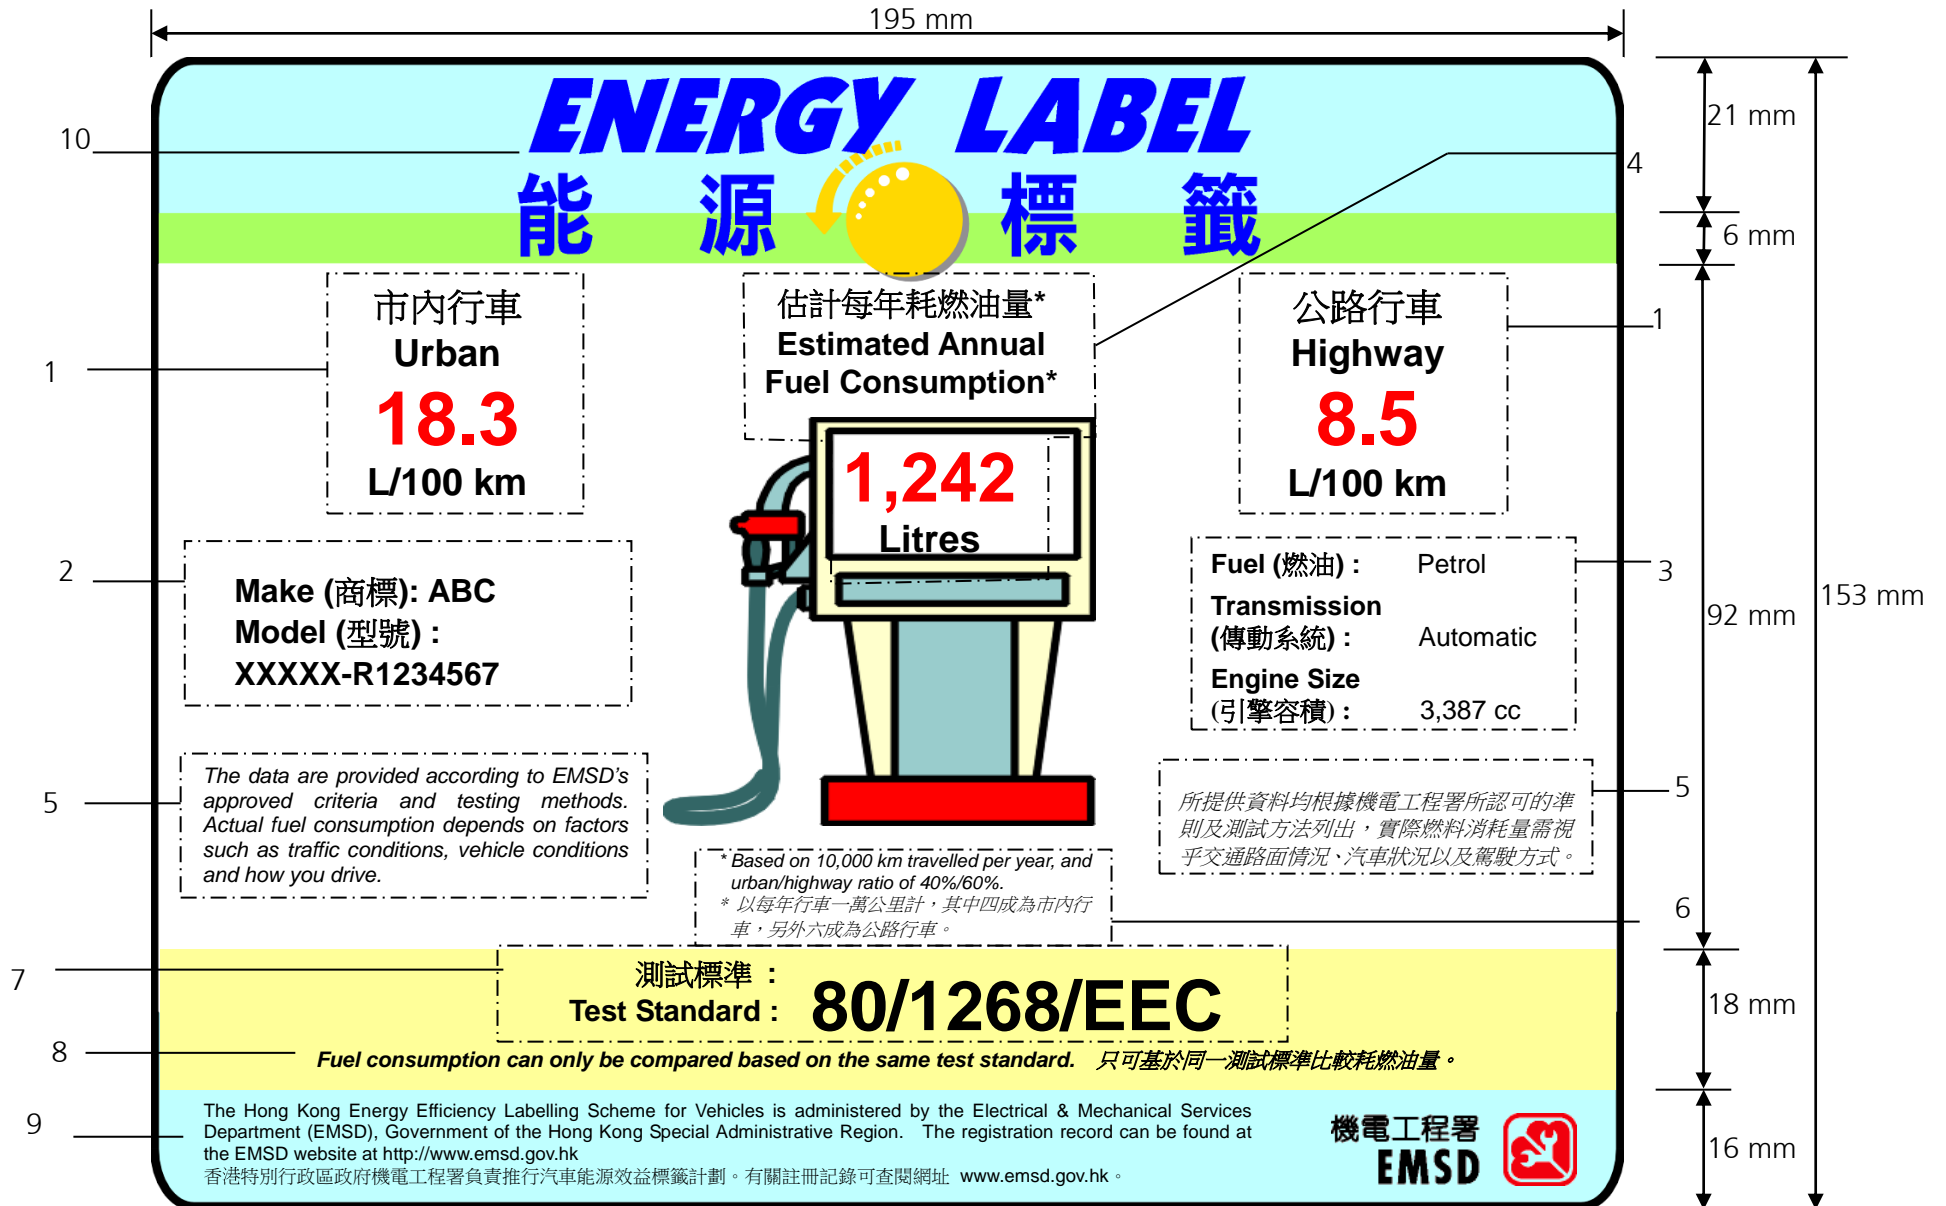 195 mm
ENERGY LABEL
能 源 標 籤
10
4
21 mm
6 mm
市內行車
Urban
18.3
L/100 km
1
估計每年耗燃油量*
Estimated Annual
Fuel Consumption*
1,242
Litres
公路行車
Highway
8.5
L/100 km
1
2
Make (商標): ABC
Model (型號) :
XXXXX-R1234567
Fuel (燃油) : Petrol
Transmission
(傳動系統) : Automatic
Engine Size
(引擎容積) : 3,387 cc
3
92 mm
153 mm
5
The data are provided according to EMSD's
approved criteria and testing methods.
Actual fuel consumption depends on factors
such as traffic conditions, vehicle conditions
and how you drive.
所提供資料均根據機電工程署所認可的準
則及測試方法列出，實際燃料消耗量需視
乎交通路面情況、汽車狀況以及駕駛方式。
5
* Based on 10,000 km travelled per year, and
urban/highway ratio of 40%/60%.
* 以每年行車一萬公里計，其中四成為市內行
車，另外六成為公路行車。
6
7
測試標準 :
Test Standard : 80/1268/EEC
18 mm
8
Fuel consumption can only be compared based on the same test standard. 只可基於同一測試標準比較耗燃油量。
9
The Hong Kong Energy Efficiency Labelling Scheme for Vehicles is administered by the Electrical & Mechanical Services
Department (EMSD), Government of the Hong Kong Special Administrative Region. The registration record can be found at
the EMSD website at http://www.emsd.gov.hk
香港特別行政區政府機電工程署負責推行汽車能源效益標籤計劃。有關註冊記錄可查閱網址 www.emsd.gov.hk。
機電工程署
EMSD
16 mm